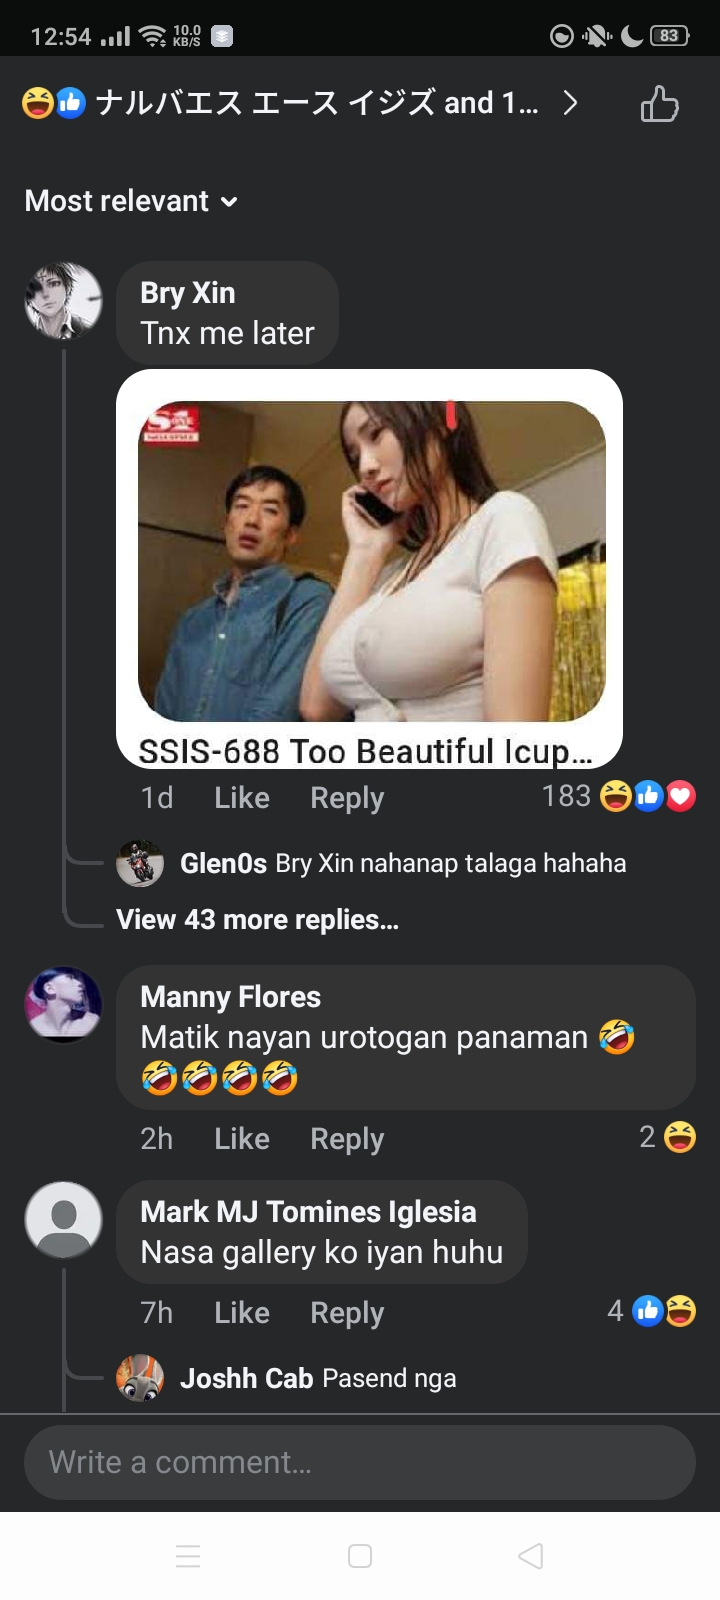 12:54 10.0 KB/S 83
ナルバエス エース イジズ and 1...
Most relevant
Bry Xin
Tnx me later
S1
SSIS-688 Too Beautiful Icup...
1d Like Reply 183
Glen0s Bry Xin nahanap talaga hahaha
View 43 more replies...
Manny Flores
Matik nayan urotogan panaman 🤣
🤣🤣🤣🤣
2h Like Reply 2
Mark MJ Tomines Iglesia
Nasa gallery ko iyan huhu
7h Like Reply 4
Joshh Cab Pasend nga
Write a comment...